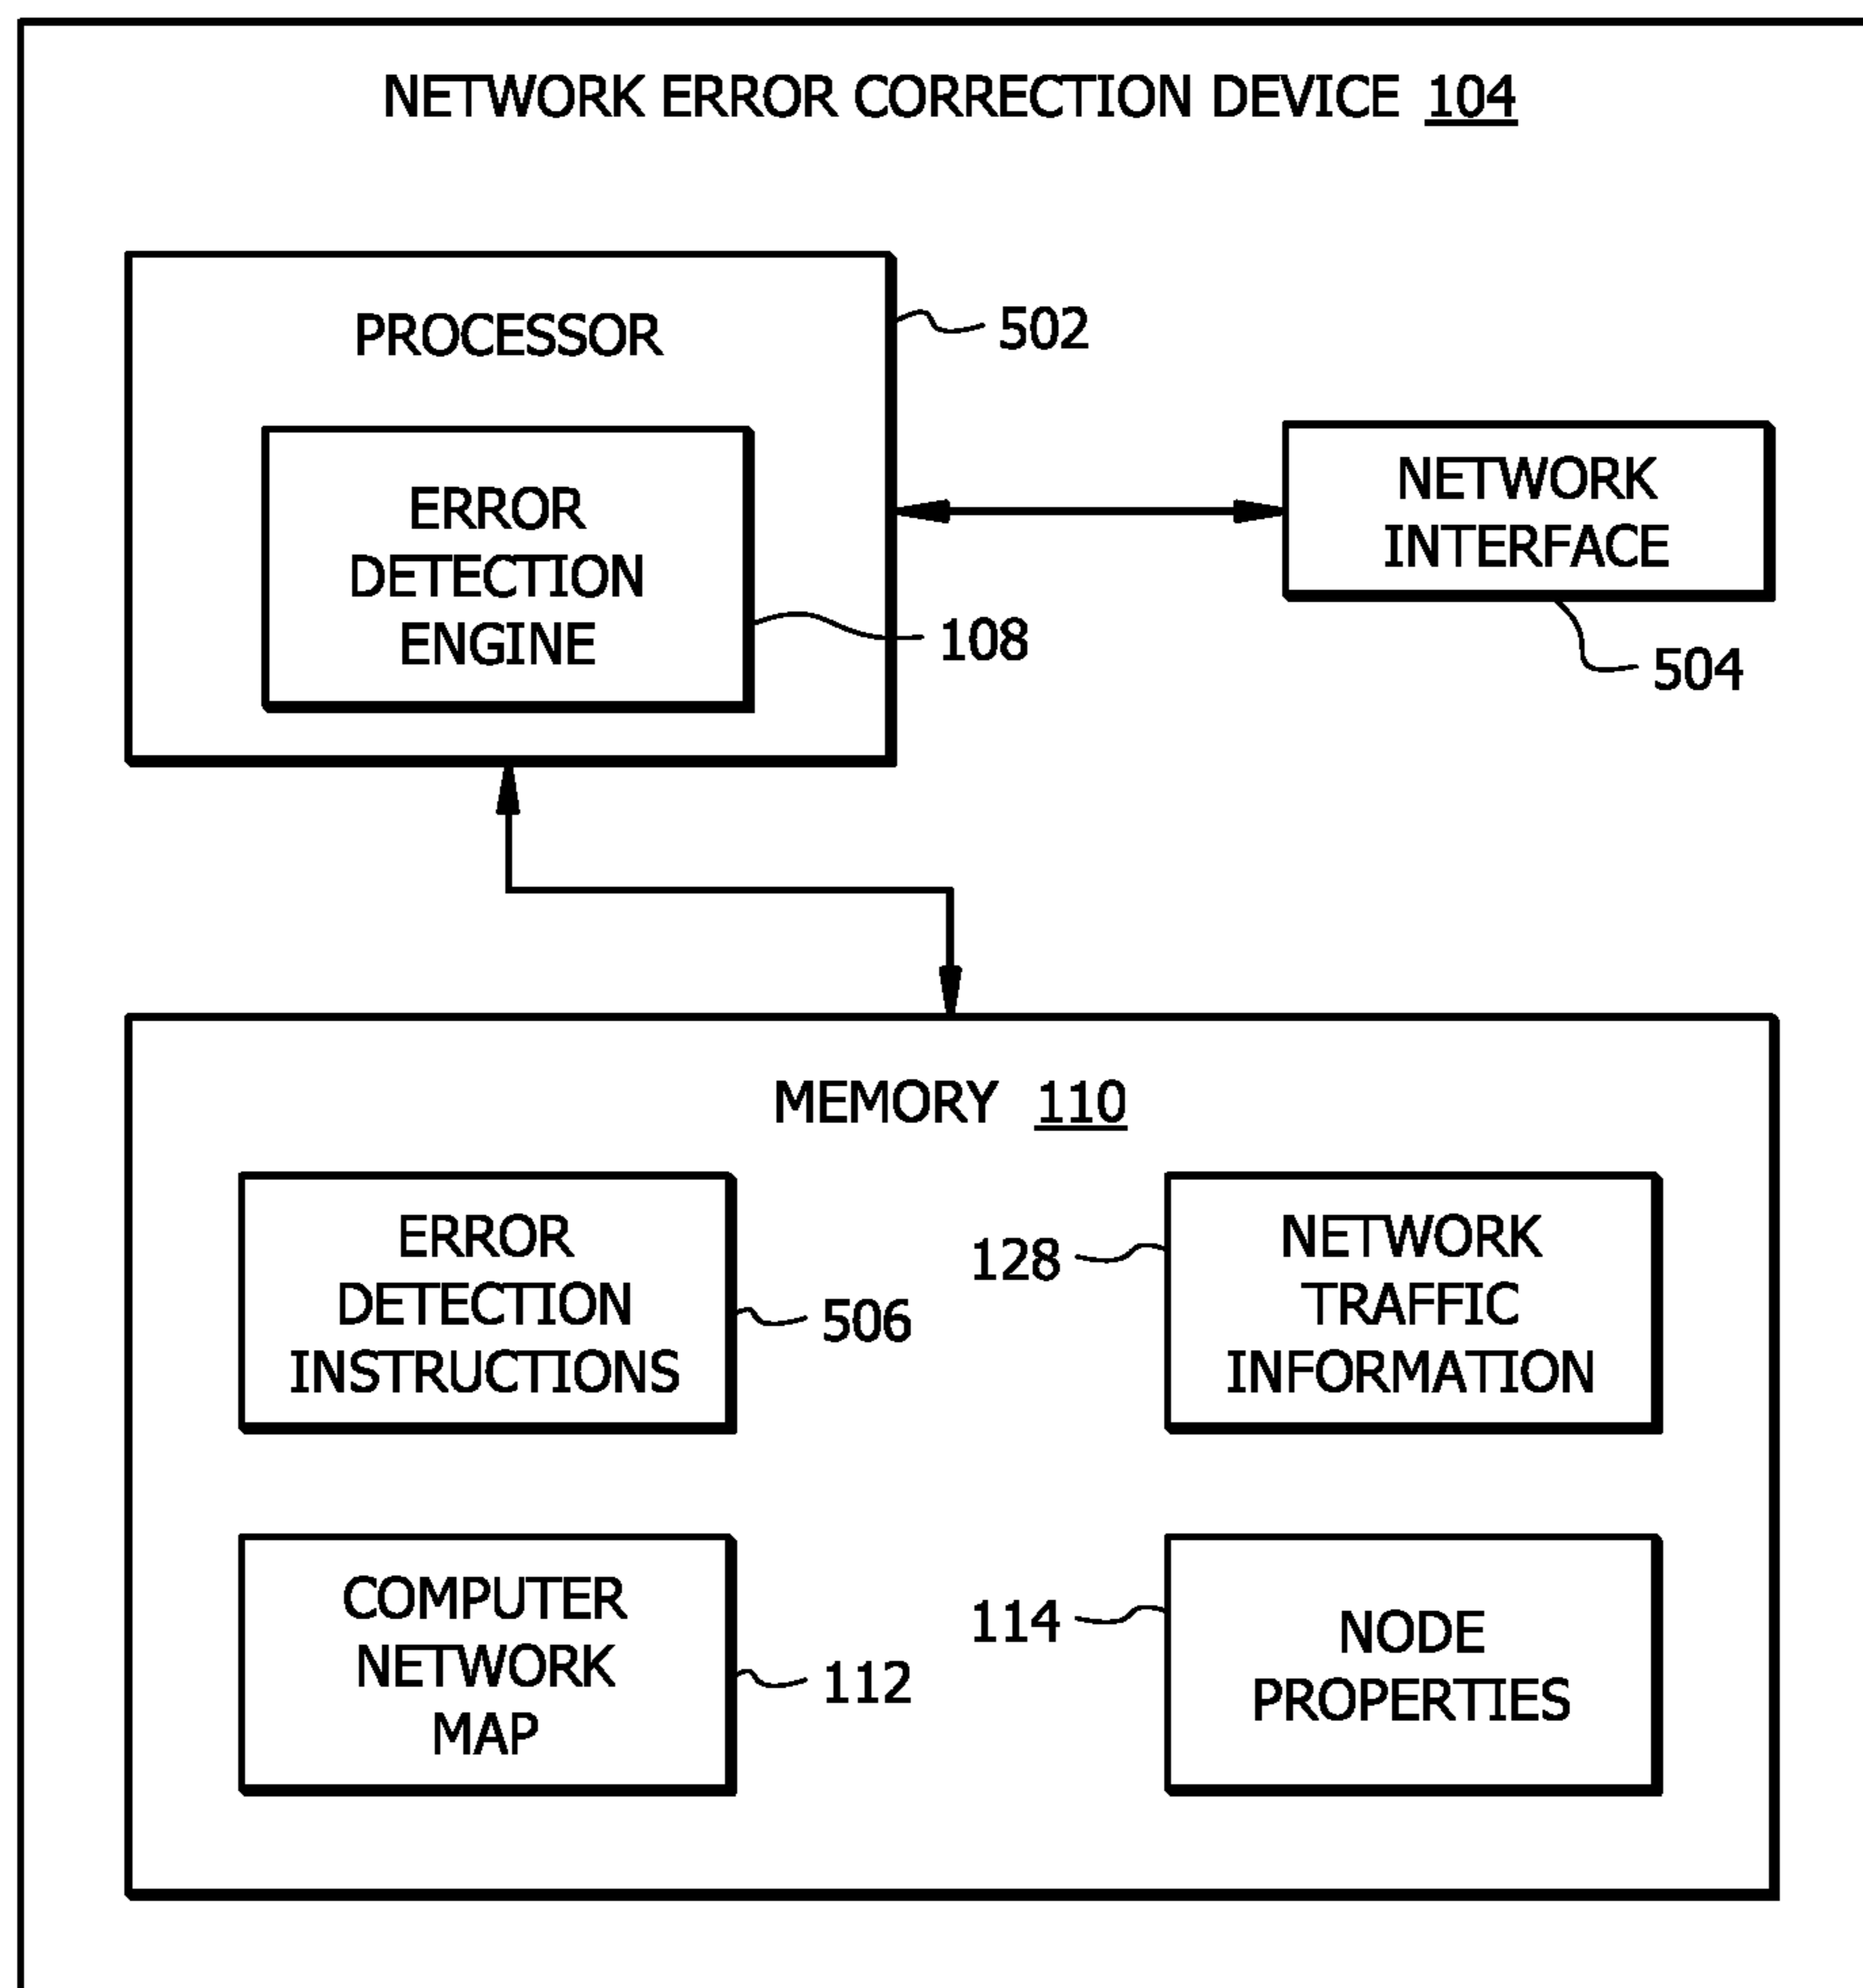 NETWORK ERROR CORRECTION DEVICE 104
PROCESSOR
502
ERROR
DETECTION
ENGINE
108
NETWORK
INTERFACE
504
MEMORY 110
ERROR
DETECTION
INSTRUCTIONS
506
128
NETWORK
TRAFFIC
INFORMATION
COMPUTER
NETWORK
MAP
112
114
NODE
PROPERTIES